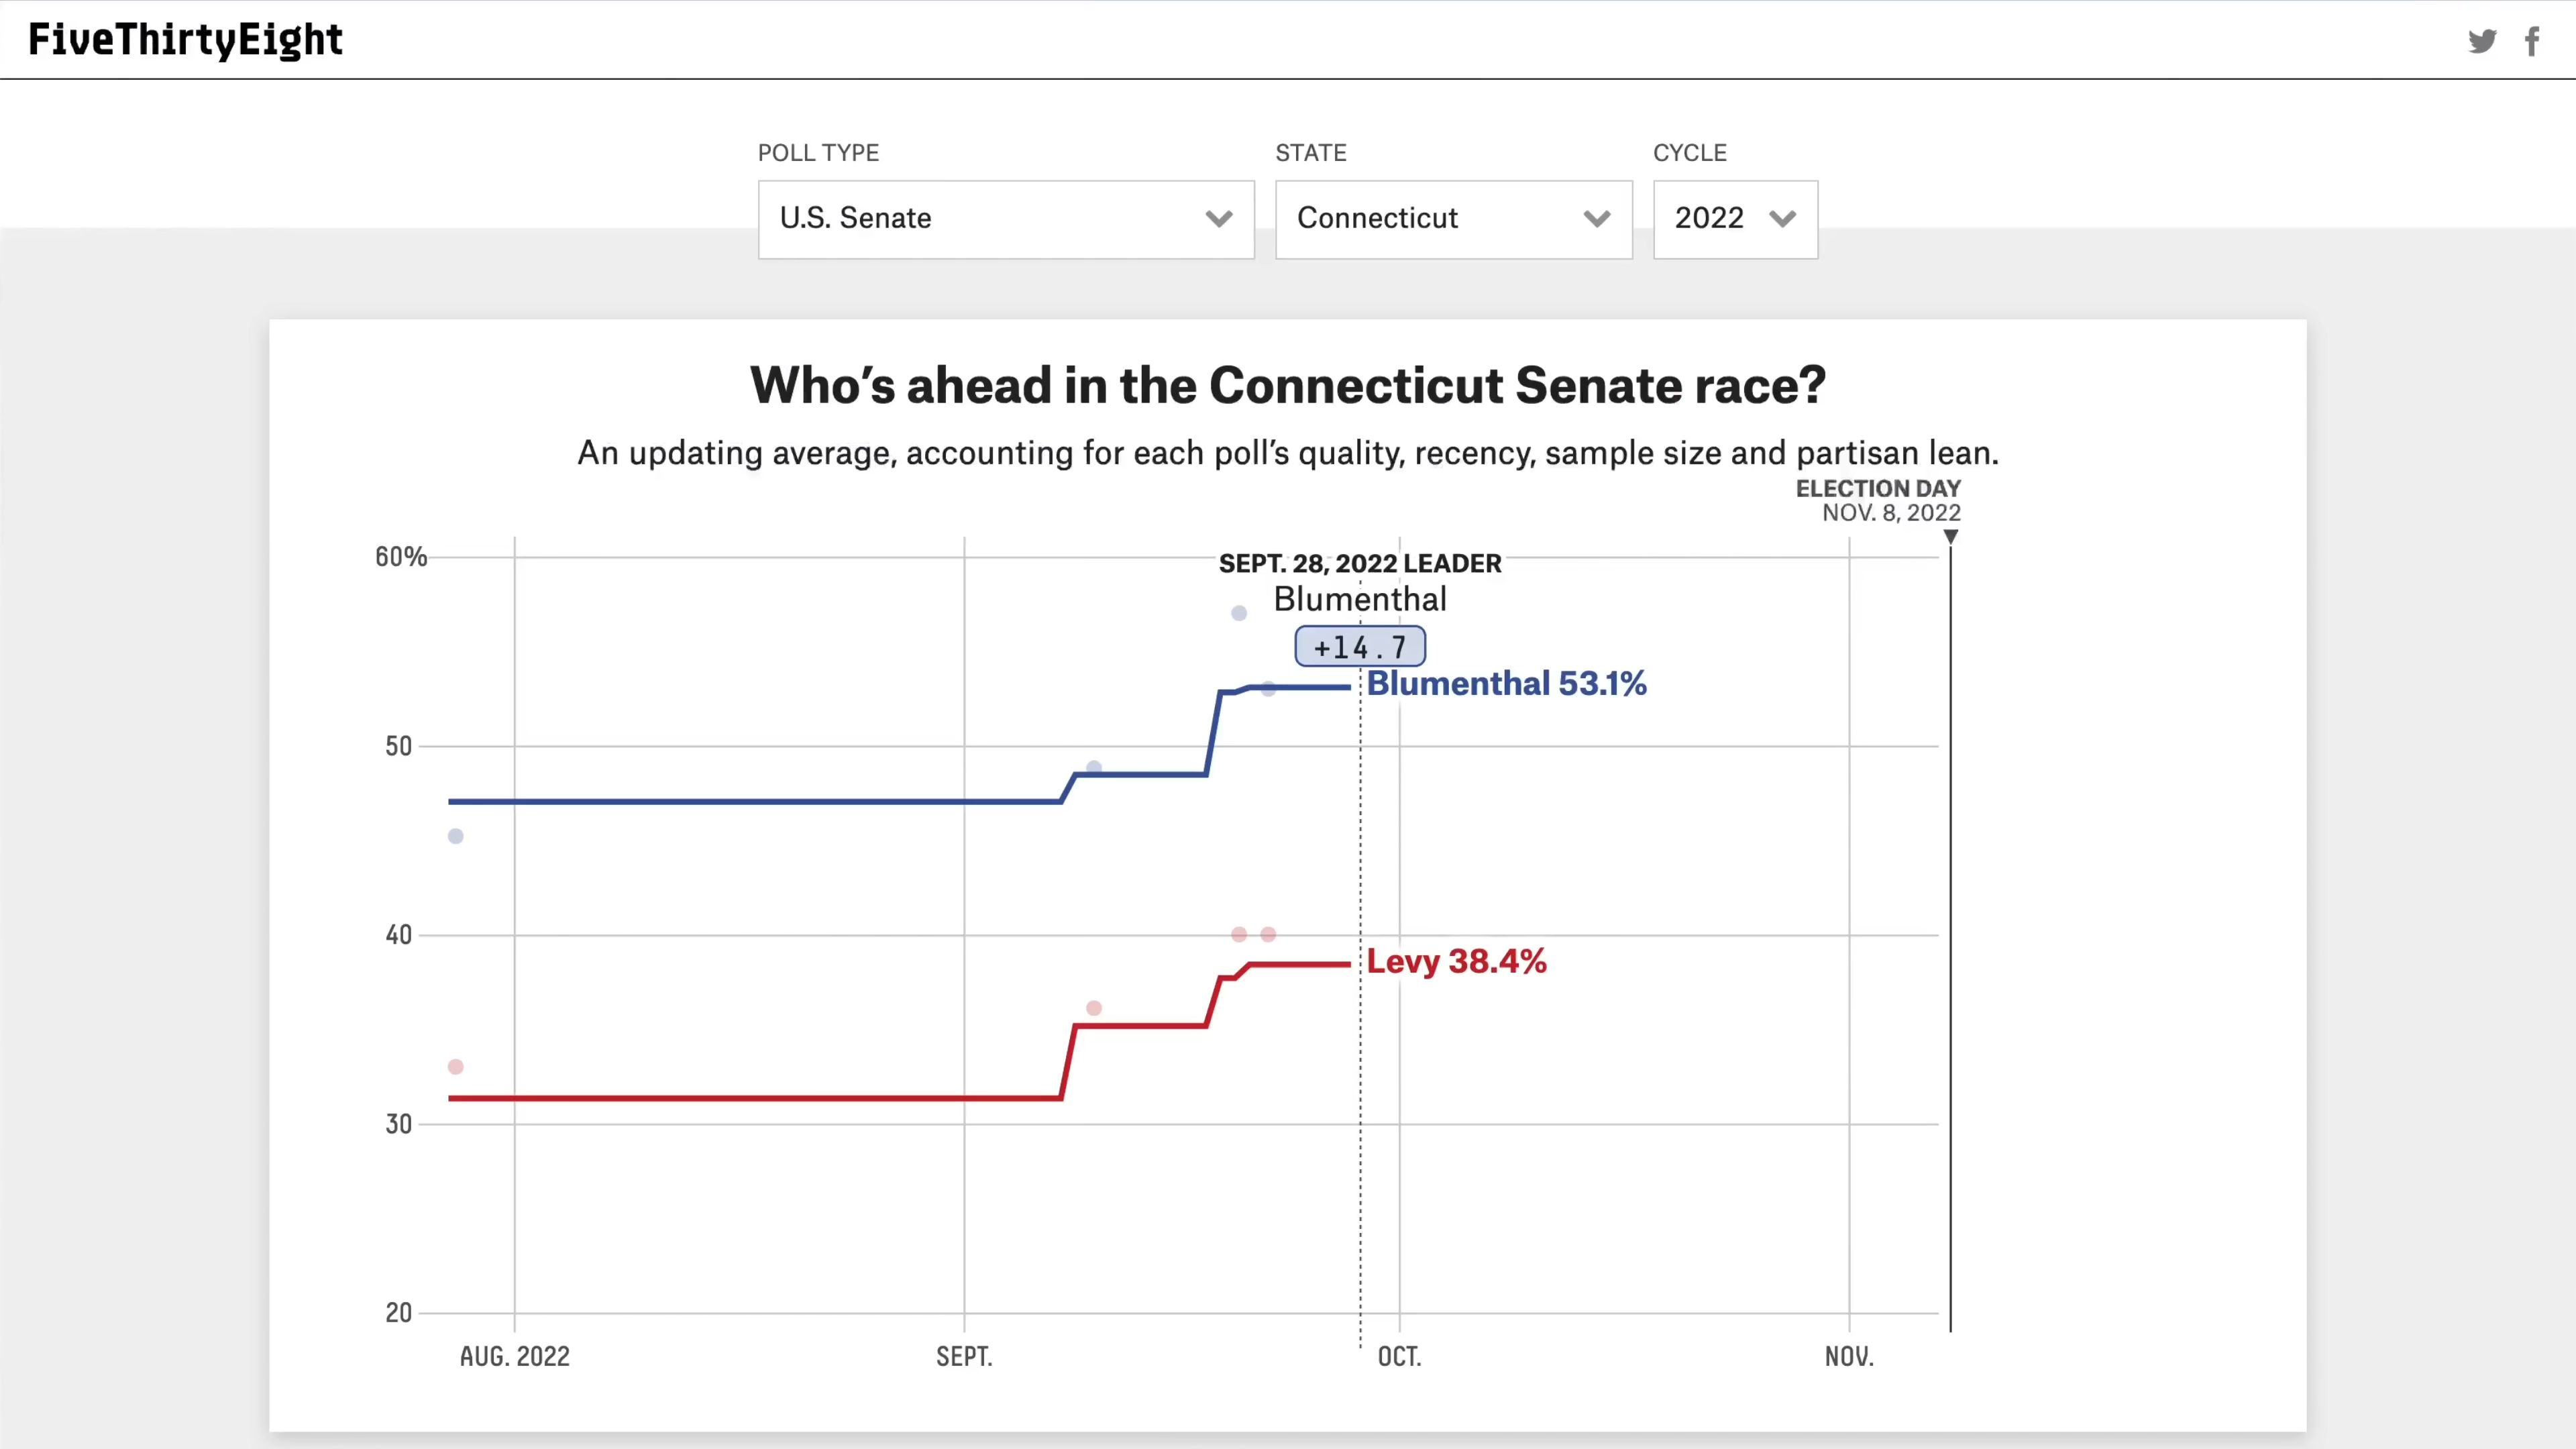 FiveThirtyEight
POLL TYPE
STATE
CYCLE
U.S. Senate
Connecticut
2022
Who's ahead in the Connecticut Senate race?
An updating average, accounting for each poll's quality, recency, sample size and partisan lean.
ELECTION DAY
NOV. 8, 2022
60%
SEPT. 28, 2022 LEADER
Blumenthal
+14.7
Blumenthal 53.1%
50
40
Levy 38.4%
30
20
AUG. 2022
SEPT.
OCT.
NOV.